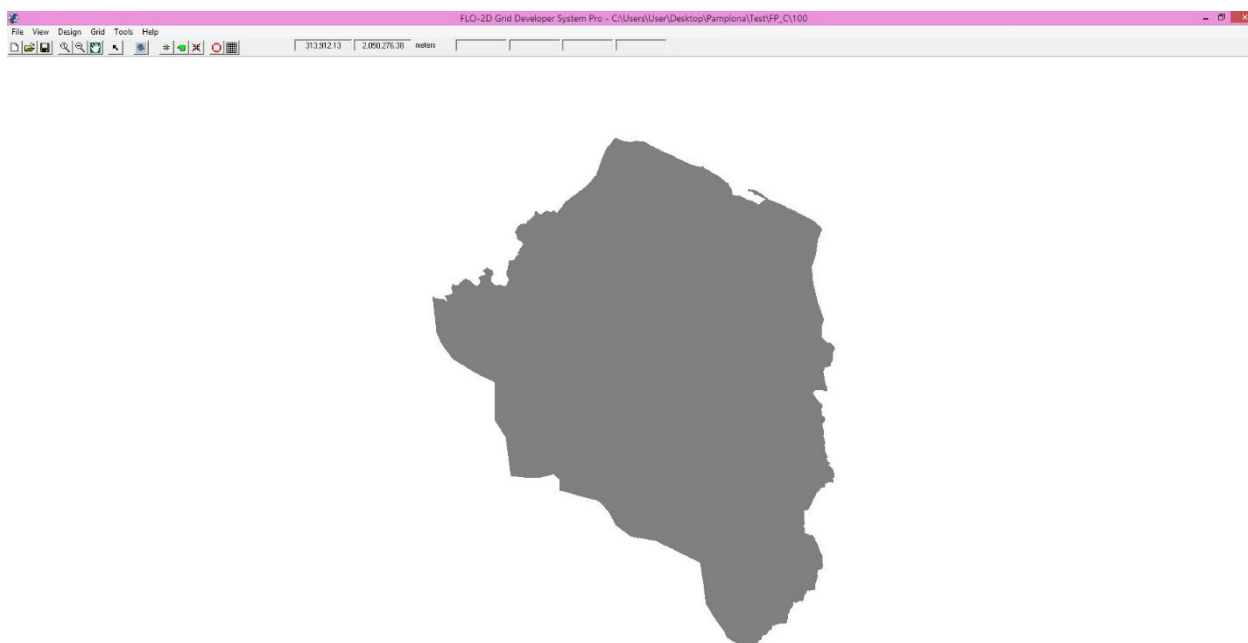 FLO-2D Grid Developer System Pro - C:\Users\User\Desktop\Pamplona\Test\FP_C\100
File View Design Grid Tools Help
313,912.13 2,050,276.38 meters